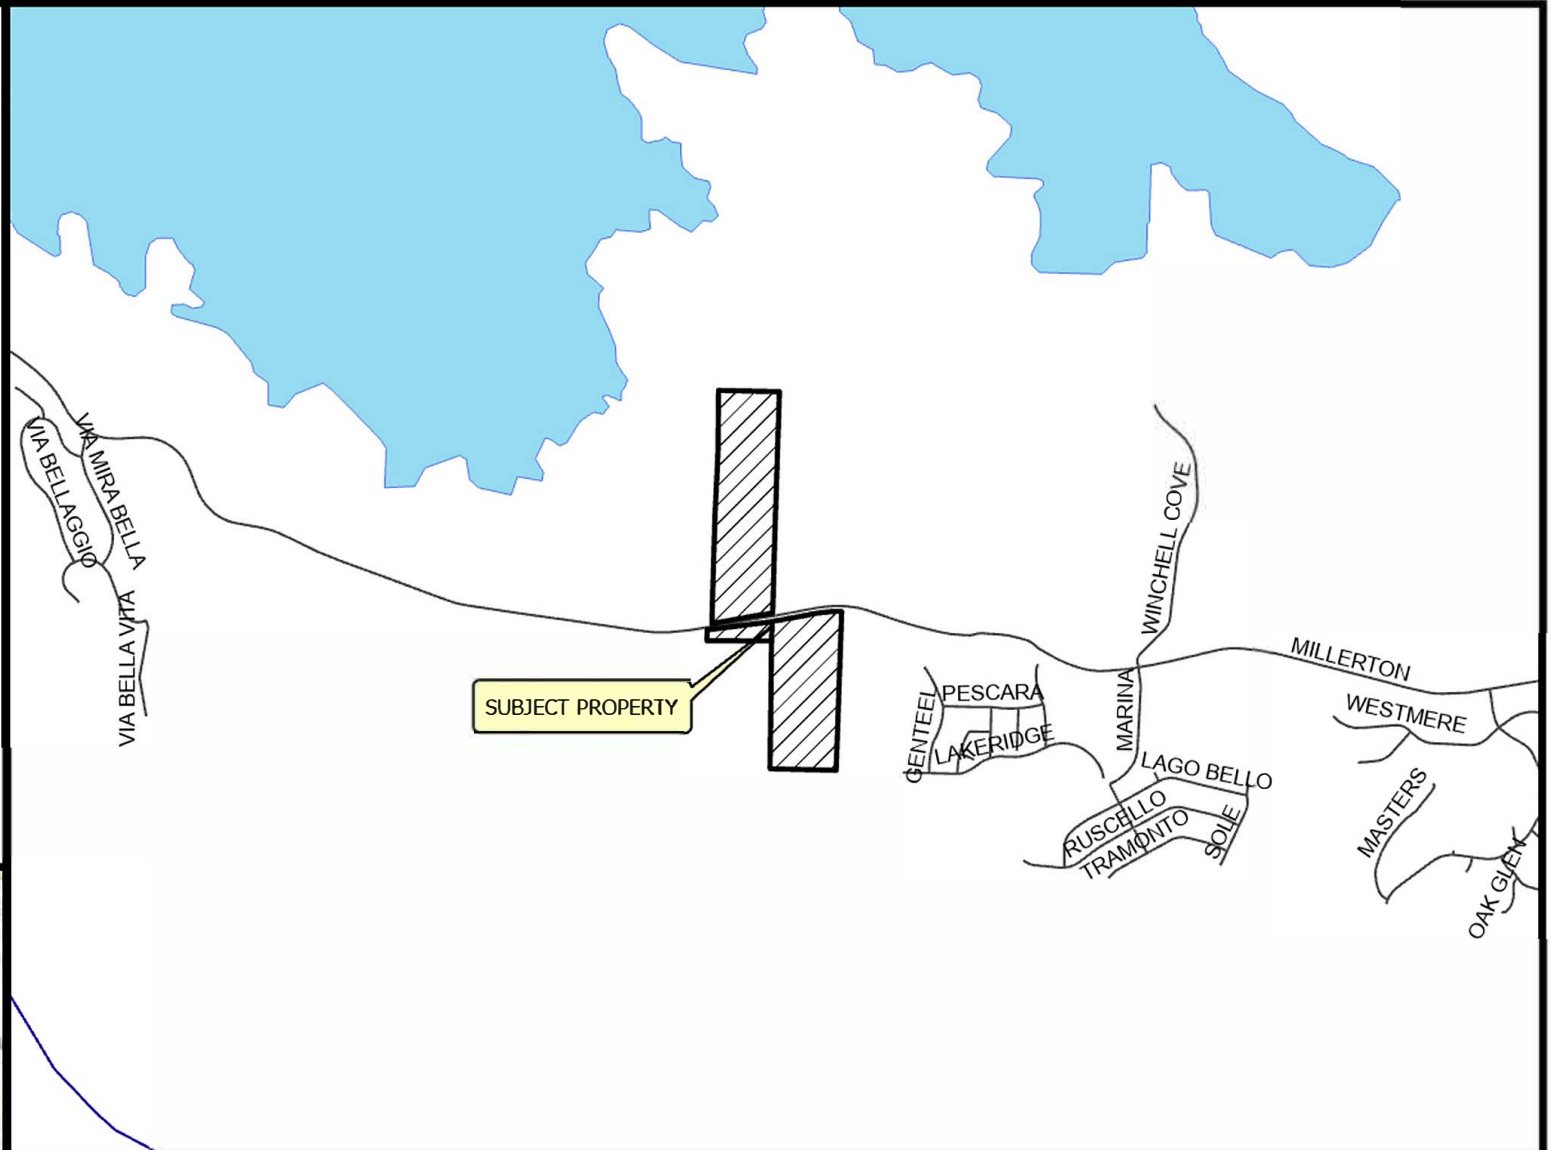 VIA MIRA BELLA
VIA BELLAGGIO
VIA BELLA VITA
SUBJECT PROPERTY
WINCHELL COVE
MILLERTON
PESCARA
GENTEEL
LAKERIDGE
MARINA
WESTMERE
LAGO BELLO
RUSCELLO
TRAMONTO
SOLE
MASTERS
OAK GLEN